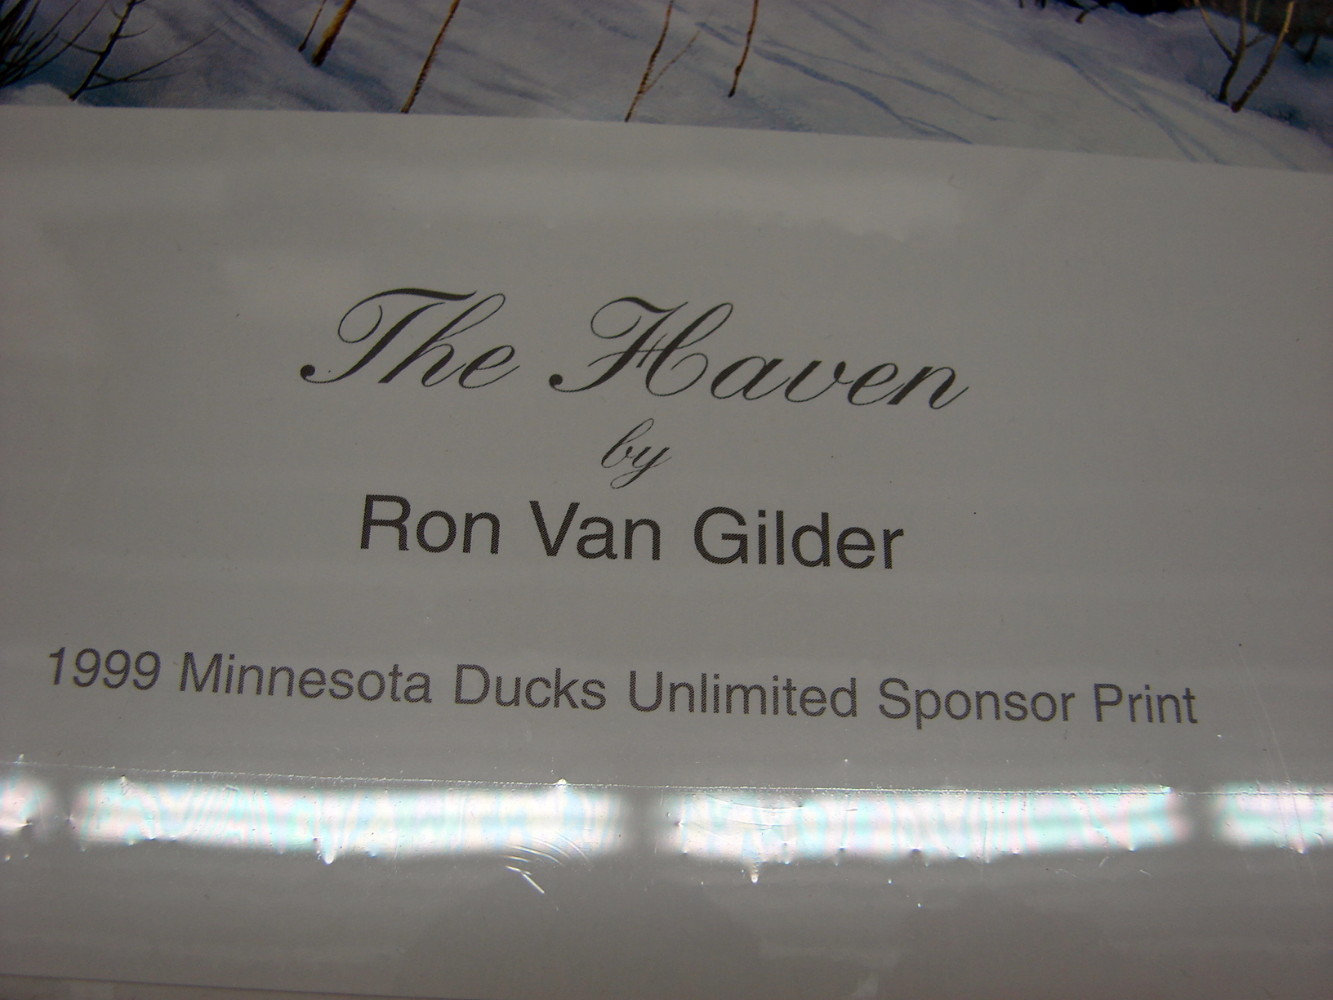 The Haven
by
Ron Van Gilder
1999 Minnesota Ducks Unlimited Sponsor Print